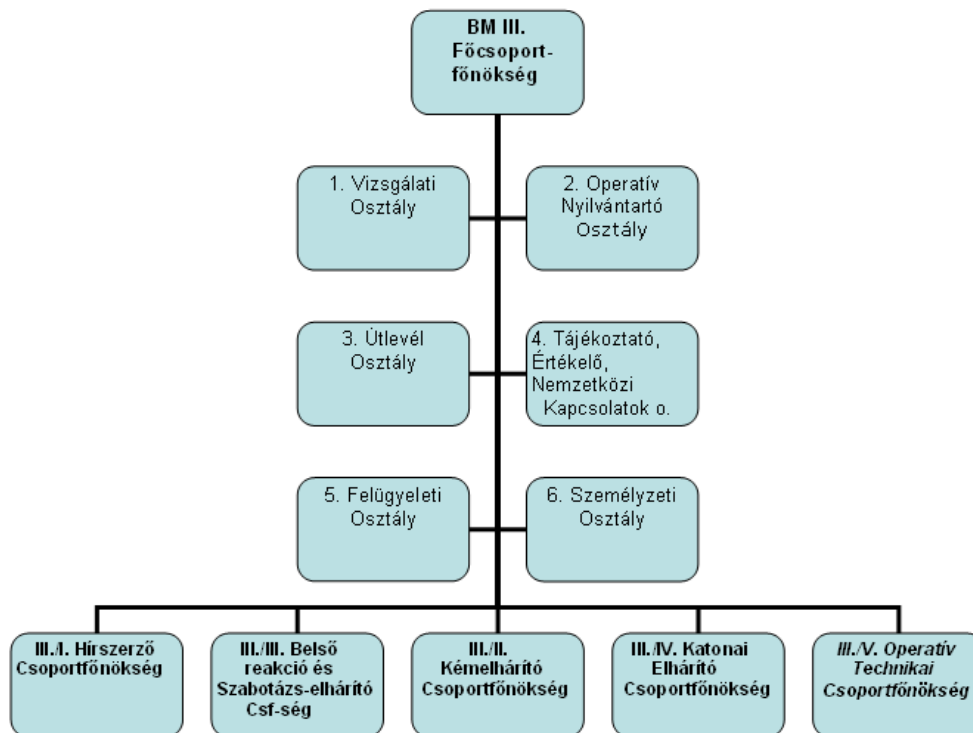 BM III.
Főcsoport-
főnökség
1. Vizsgálati
Osztály
2. Operatív
Nyilvántartó
Osztály
3. Útlevél
Osztály
4. Tájékoztató,
Értékelő,
Nemzetközi
Kapcsolatok o.
5. Felügyeleti
Osztály
6. Személyzeti
Osztály
III./I. Hírszerző
Csoportfőnökség
III./III. Belső
reakció és
Szabotázs-elhárító
Csf-ség
III./II.
Kémelhárító
Csoportfőnökség
III./IV. Katonai
Elhárító
Csoportfőnökség
III./V. Operatív
Technikai
Csoportfőnökség